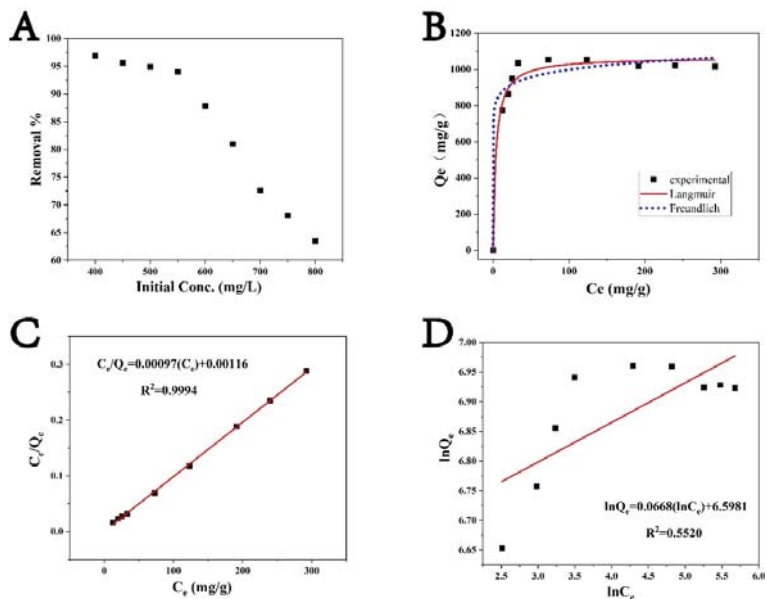 A
100
95
90
85
80
75
70
65
60
Removal %
400
500
600
700
800
Initial Conc. (mg/L)
B
1200
1000
800
600
400
200
0
Qe (mg/g)
experimental
Langmuir
Freundlich
0
100
200
300
Ce (mg/g)
C
Ce/Qe=0.00097(Ce)+0.00116
R²=0.9994
0.3
0.2
0.1
0.0
Ce/Qe
0
100
200
300
Ce (mg/g)
D
7.00
6.95
6.90
6.85
6.80
6.75
6.70
6.65
lnQe
lnQe=0.0668(lnCe)+6.5981
R²=0.5520
2.5
3.0
3.5
4.0
4.5
5.0
5.5
6.0
lnCe